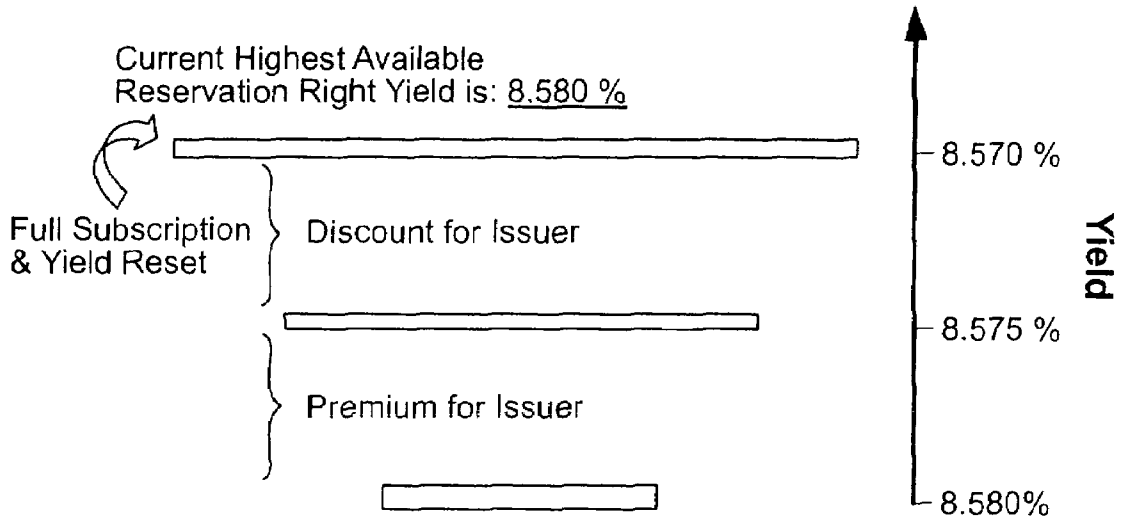 Current Highest Available
Reservation Right Yield is: 8.580 %
8.570 %
Full Subscription
& Yield Reset
Discount for Issuer
Yield
8.575 %
Premium for Issuer
8.580%